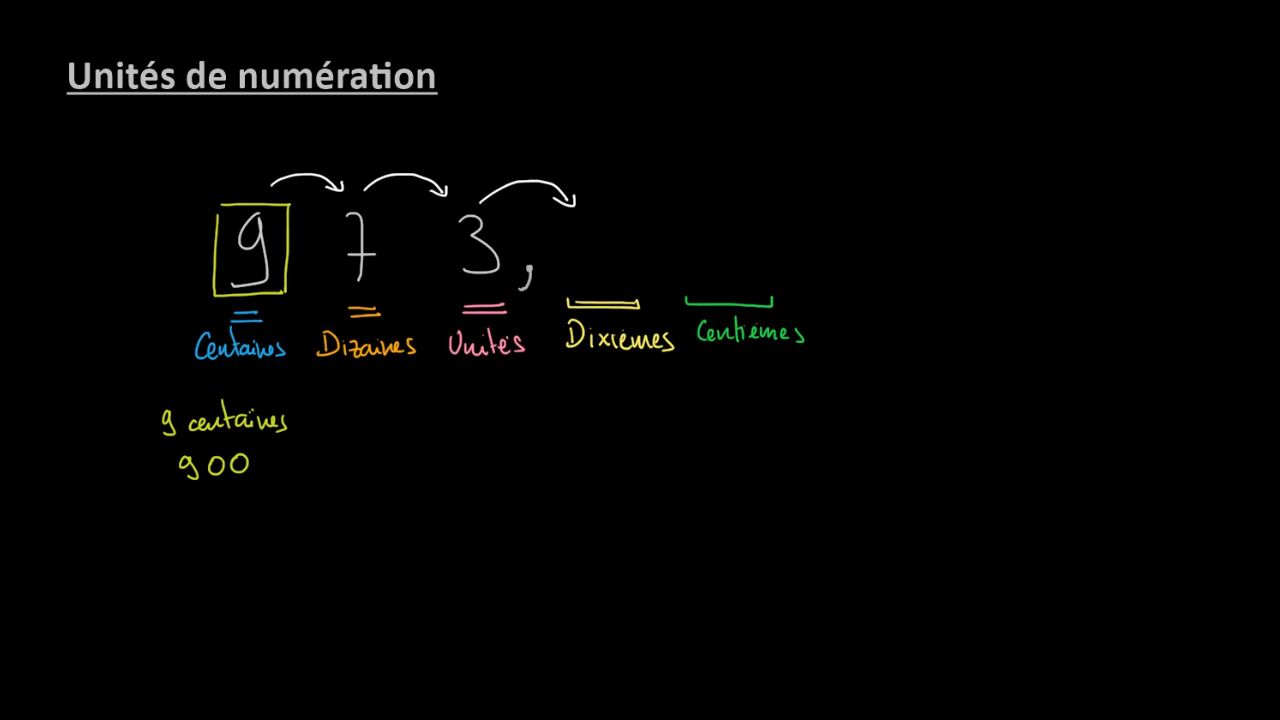 Unités de numération
9 7 3,
Centaines Dizaines Unités Dixièmes Centièmes
9 centaines
900